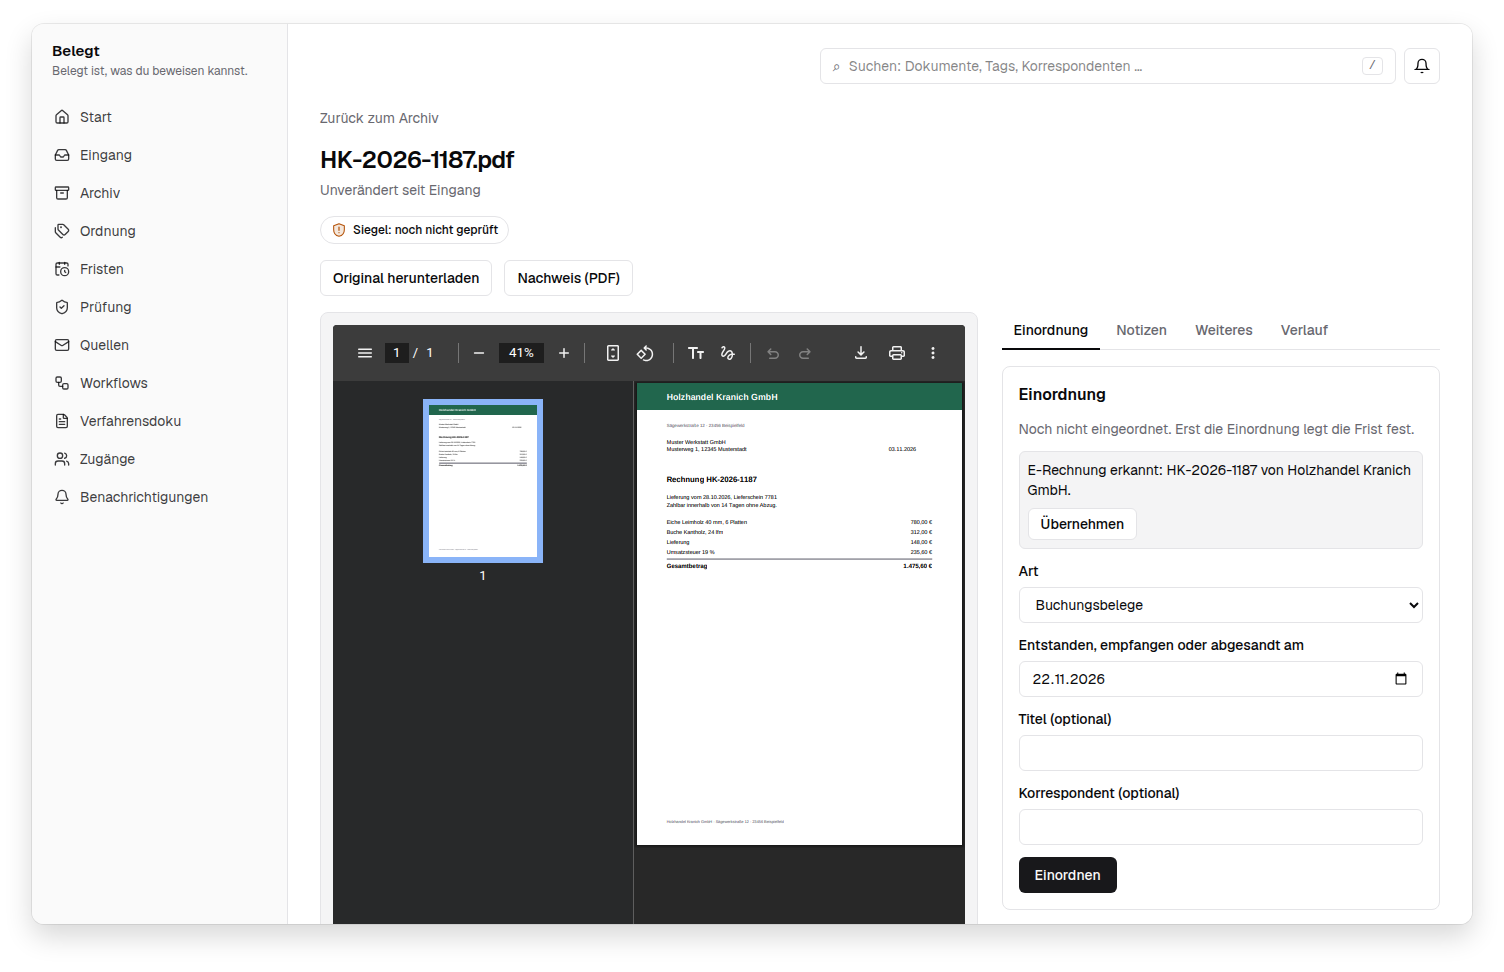 Belegt
Belegt ist, was du beweisen kannst.
Start
Eingang
Archiv
Ordnung
Fristen
Prüfung
Quellen
Workflows
Verfahrensdoku
Zugänge
Benachrichtigungen
Suchen: Dokumente, Tags, Korrespondenten …
/
Zurück zum Archiv
HK-2026-1187.pdf
Unverändert seit Eingang
Siegel: noch nicht geprüft
Original herunterladen
Nachweis (PDF)
1 / 1
41%
1
Holzhandel Kranich GmbH
Muster Werkstatt GmbH
Musterweg 1, 12345 Musterstadt
03.11.2026
Rechnung HK-2026-1187
Lieferung vom 28.10.2026, Lieferschein 7781
Zahlbar innerhalb von 14 Tagen ohne Abzug.
Eiche Leimholz 40 mm, 6 Platten 780,00 €
Buche Kantholz, 24 lfm 312,00 €
Lieferung 148,00 €
Umsatzsteuer 19 % 235,60 €
Gesamtbetrag 1.475,60 €
Einordnung
Notizen
Weiteres
Verlauf
Einordnung
Noch nicht eingeordnet. Erst die Einordnung legt die Frist fest.
E-Rechnung erkannt: HK-2026-1187 von Holzhandel Kranich
GmbH.
Übernehmen
Art
Buchungsbelege
Entstanden, empfangen oder abgesandt am
22.11.2026
Titel (optional)
Korrespondent (optional)
Einordnen